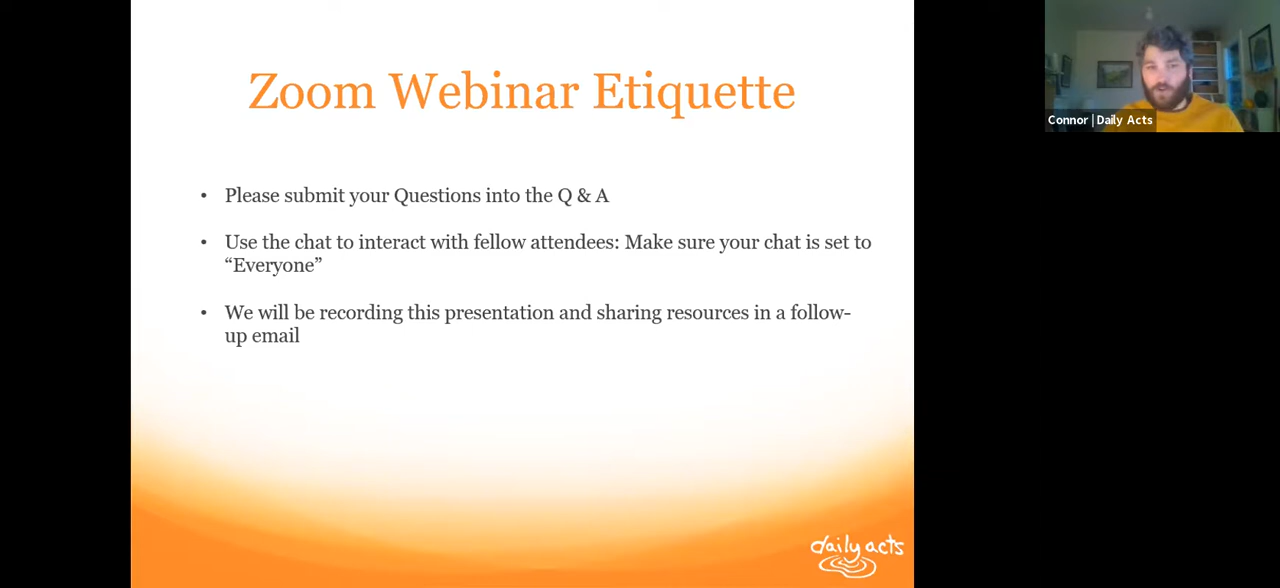 Zoom Webinar Etiquette
• Please submit your Questions into the Q & A
• Use the chat to interact with fellow attendees: Make sure your chat is set to
“Everyone”
• We will be recording this presentation and sharing resources in a follow-
up email
daily acts
Connor | Daily Acts